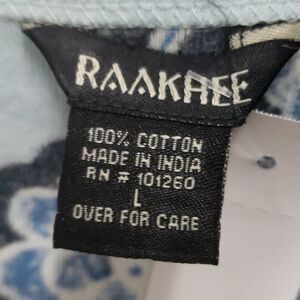 RAAKHEE
100% COTTON
MADE IN INDIA
RN # 101260
L
OVER FOR CARE